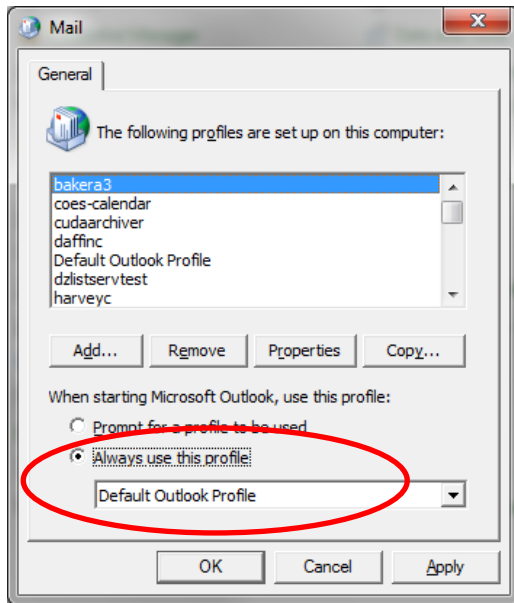 Mail
General
The following profiles are set up on this computer:
bakera3
coes-calendar
cudaarchiver
daffinc
Default Outlook Profile
dzlistservtest
harveyc
Add...
Remove
Properties
Copy...
When starting Microsoft Outlook, use this profile:
Prompt for a profile to be used
Always use this profile
Default Outlook Profile
OK
Cancel
Apply